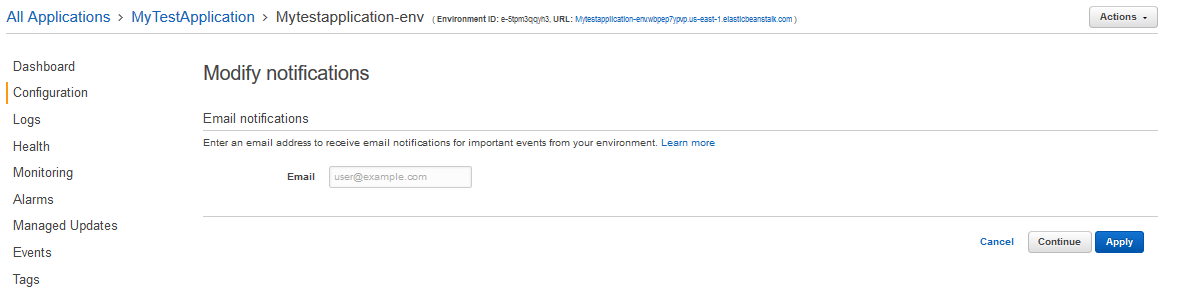 All Applications > MyTestApplication > Mytestapplication-env ( Environment ID: e-5tpm3qqyh3, URL: Mytestapplication-env.wbpep7ypvp.us-east-1.elasticbeanstalk.com )
Actions
Dashboard
Configuration
Logs
Health
Monitoring
Alarms
Managed Updates
Events
Tags
Modify notifications
Email notifications
Enter an email address to receive email notifications for important events from your environment. Learn more
Email user@example.com
Cancel Continue Apply